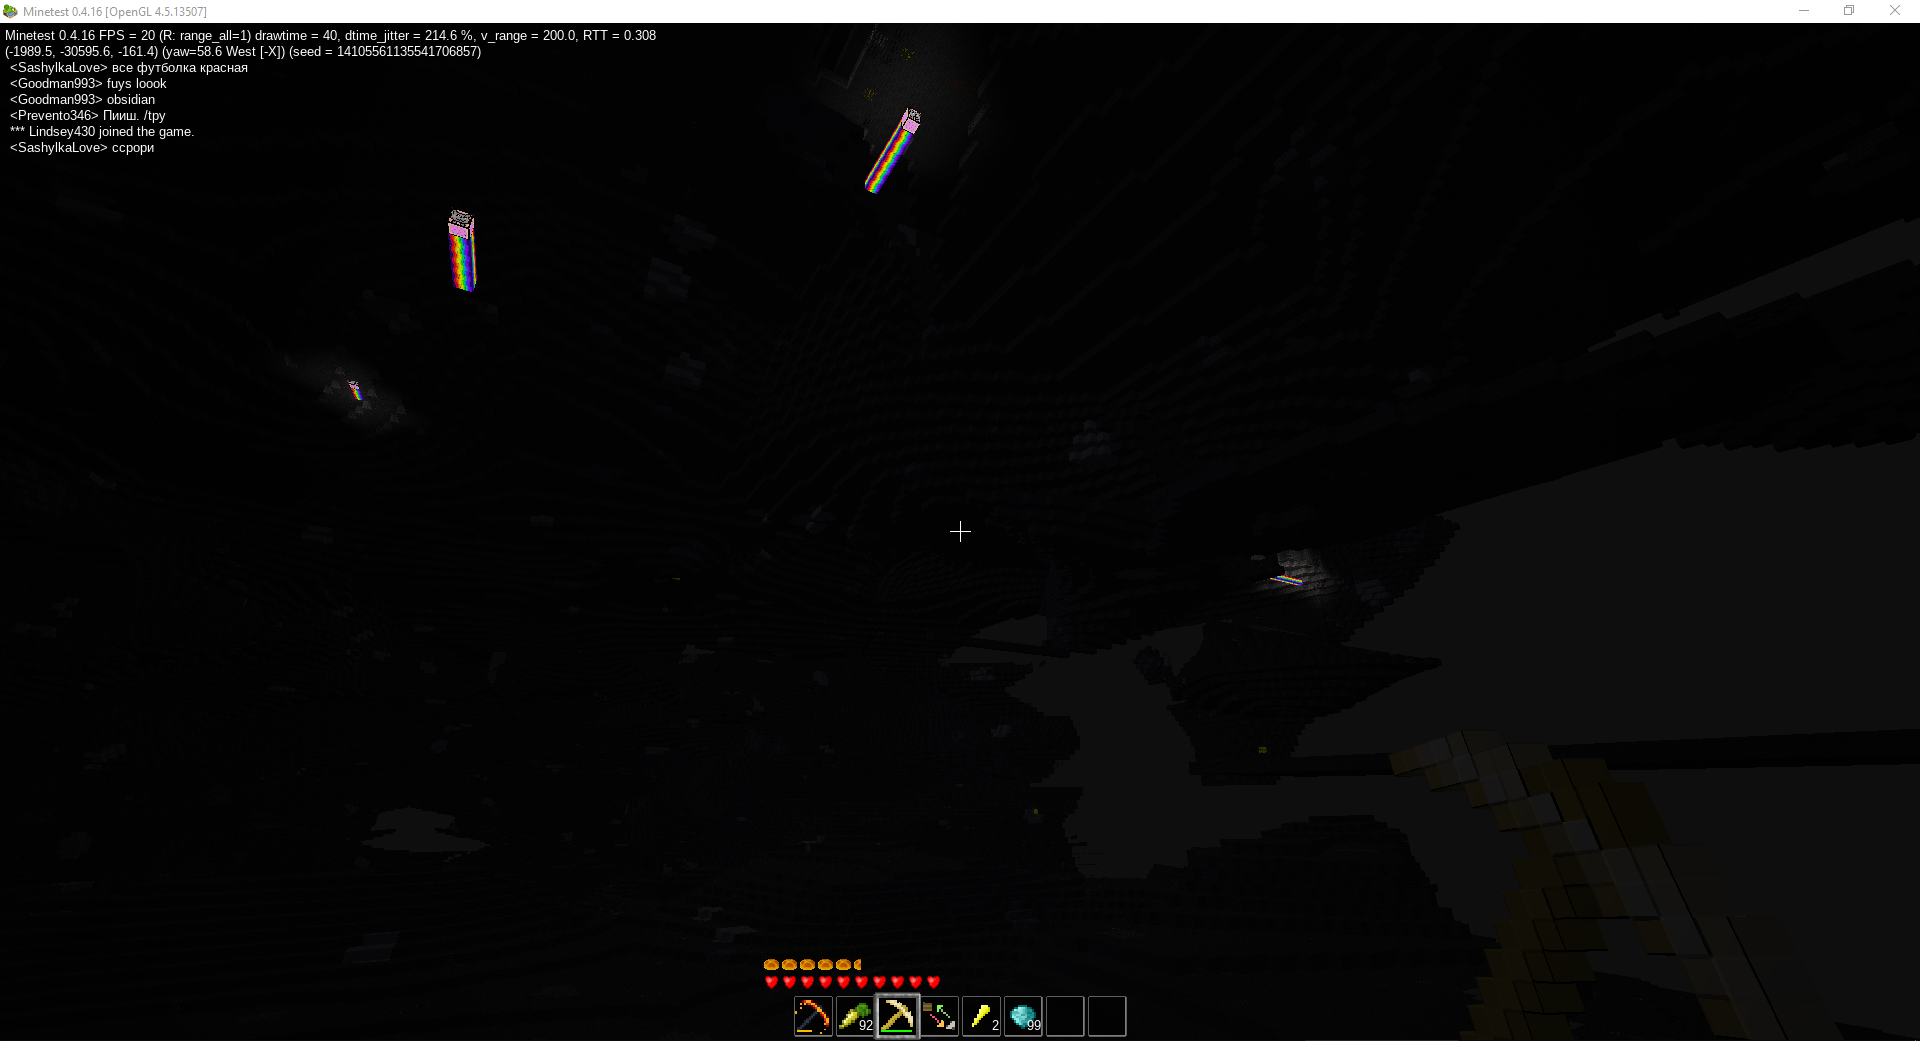 Minetest 0.4.16 [OpenGL 4.5.13507]
Minetest 0.4.16 FPS = 20 (R: range_all=1) drawtime = 40, dtime_jitter = 214.6 %, v_range = 200.0, RTT = 0.308
(-1989.5, -30595.6, -161.4) (yaw=58.6 West [-X]) (seed = 14105561135541706857)
<SashylkaLove> все футболка красная
<Goodman993> fuys loook
<Goodman993> obsidian
<Prevento346> Пииш. /тру
*** Lindsey430 joined the game.
<SashylkaLove> ссрори
92 2 99